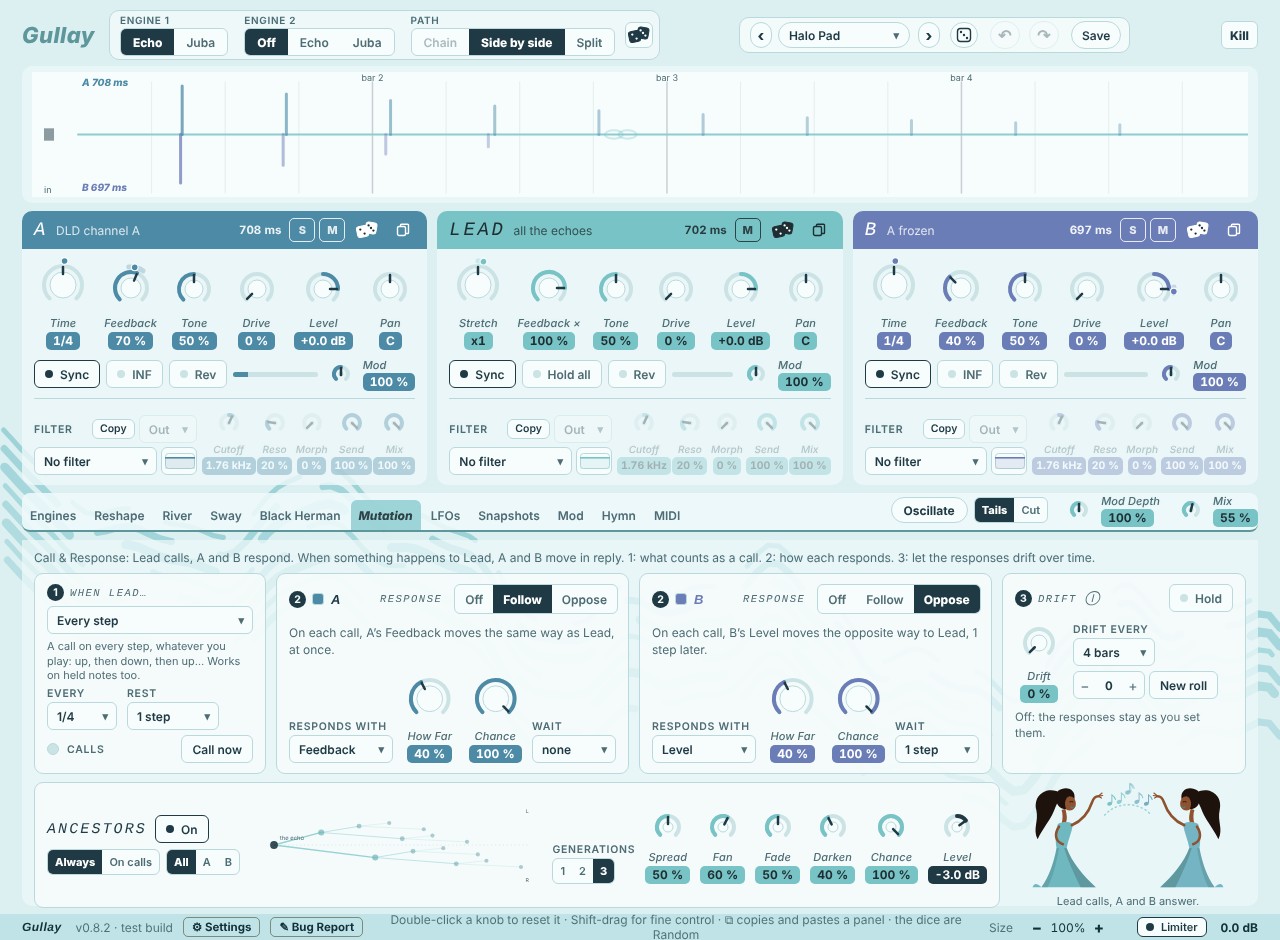 Gullay
ENGINE 1
Echo Juba
ENGINE 2
Off Echo Juba
PATH
Chain Side by side Split
‹ Halo Pad ▾ › ↶ ↷ Save
Kill
A 708 ms
bar 2
bar 3
bar 4
in
B 697 ms
A DLD channel A 708 ms S M
Time Feedback Tone Drive Level Pan
1/4 70 % 50 % 0 % +0.0 dB C
Sync INF Rev
Mod
100 %
FILTER Copy Out ▾
No filter ▾
Cutoff Reso Morph Send Mix
1.76 kHz 20 % 0 % 100 % 100 %
LEAD all the echoes 702 ms M
Stretch Feedback × Tone Drive Level Pan
x1 100 % 50 % 0 % +0.0 dB C
Sync Hold all Rev
Mod
100 %
FILTER Copy Out ▾
No filter ▾
Cutoff Reso Morph Send Mix
1.76 kHz 20 % 0 % 100 % 100 %
B A frozen 697 ms S M
Time Feedback Tone Drive Level Pan
1/4 40 % 50 % 0 % +0.0 dB C
Sync INF Rev
Mod
100 %
FILTER Copy Out ▾
No filter ▾
Cutoff Reso Morph Send Mix
1.76 kHz 20 % 0 % 100 % 100 %
Engines Reshape River Sway Black Herman Mutation LFOs Snapshots Mod Hymn MIDI
Oscillate Tails Cut
Mod Depth
100 %
Mix
55 %
Call & Response: Lead calls, A and B respond. When something happens to Lead, A and B move in reply. 1: what counts as a call. 2: how each responds. 3: let the responses drift over time.
1 WHEN LEAD…
Every step ▾
A call on every step, whatever you
play: up, then down, then up... Works
on held notes too.
EVERY REST
1/4 ▾ 1 step ▾
CALLS Call now
2 A RESPONSE Off Follow Oppose
On each call, A's Feedback moves the same way as Lead,
at once.
RESPONDS WITH
Feedback ▾
How Far Chance
40 % 100 %
WAIT
none ▾
2 B RESPONSE Off Follow Oppose
On each call, B's Level moves the opposite way to Lead, 1
step later.
RESPONDS WITH
Level ▾
How Far Chance
40 % 100 %
WAIT
1 step ▾
3 DRIFT i Hold
DRIFT EVERY
4 bars ▾
Drift
0 %
− 0 + New roll
Off: the responses stay as you set
them.
ANCESTORS On
Always On calls All A B
the echo
L
R
GENERATIONS
1 2 3
Spread Fan Fade Darken Chance Level
50 % 60 % 50 % 40 % 100 % -3.0 dB
Lead calls, A and B answer.
Gullay v0.8.2 · test build ⚙ Settings ✎ Bug Report
Double-click a knob to reset it · Shift-drag for fine control · ⧉ copies and pastes a panel · the dice are
Random
Size − 100% + Limiter 0.0 dB